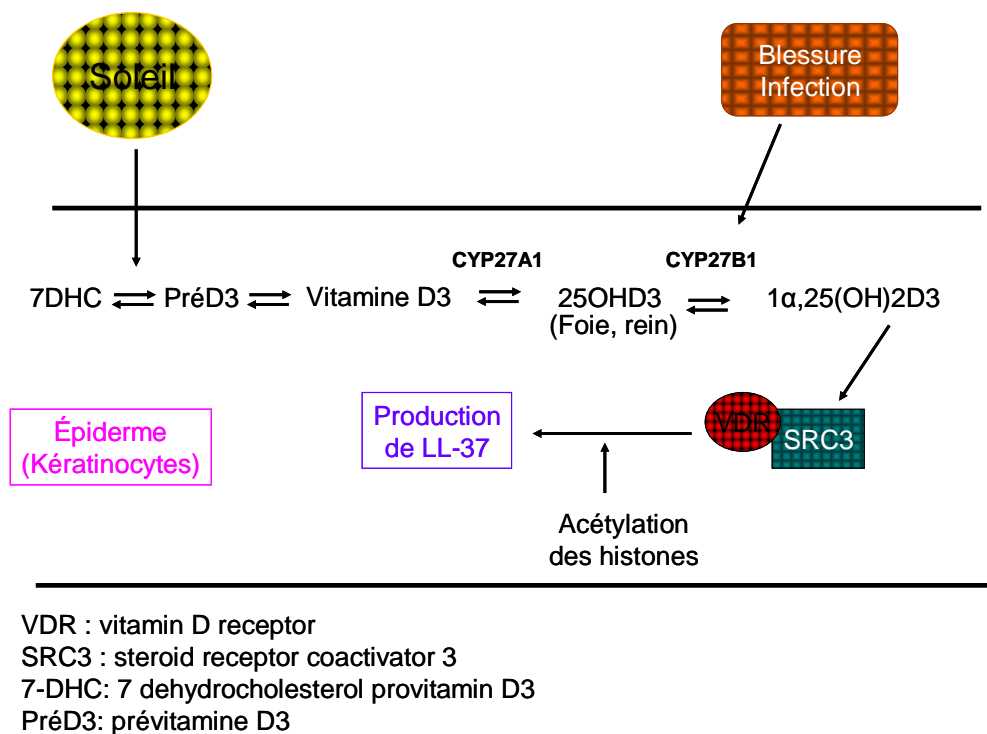 Soleil
Blessure
Infection
CYP27A1
CYP27B1
7DHC
PréD3
Vitamine D3
25OHD3
(Foie, rein)
1α,25(OH)2D3
Épiderme
(Kératinocytes)
Production
de LL-37
VDR
SRC3
Acétylation
des histones
VDR : vitamin D receptor
SRC3 : steroid receptor coactivator 3
7-DHC: 7 dehydrocholesterol provitamin D3
PréD3: prévitamine D3